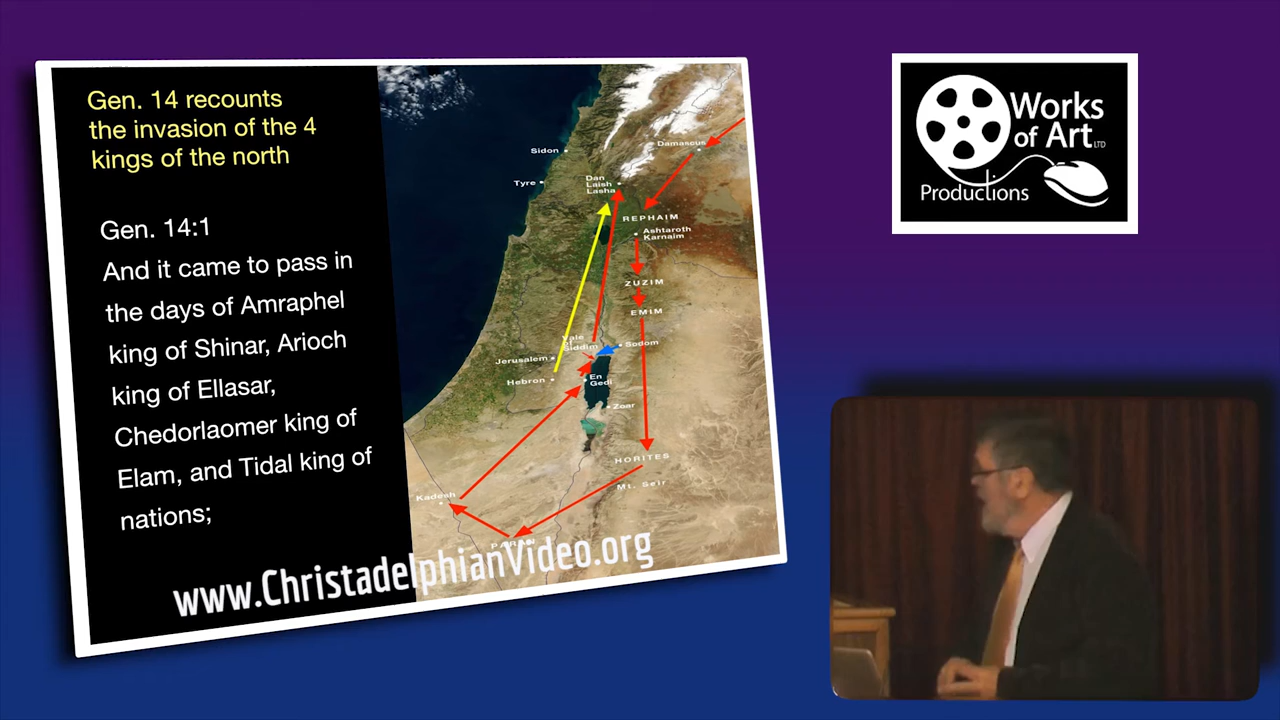 Gen. 14 recounts
the invasion of the 4
kings of the north
Gen. 14:1
And it came to pass in
the days of Amraphel
king of Shinar, Arioch
king of Ellasar,
Chedorlaomer king of
Elam, and Tidal king of
nations;
Sidon
Damascus
Tyre
Dan
Laish
Lasha
REPHAIM
Ashtaroth
Karnaim
ZUZIM
EMIM
Vale
of
Siddim
Sodom
Jerusalem
Hebron
En
Gedi
Zoar
HORITES
Mt. Seir
Kadesh
PARAN
www.ChristadelphianVideo.org
Works
of Art LTD
Productions